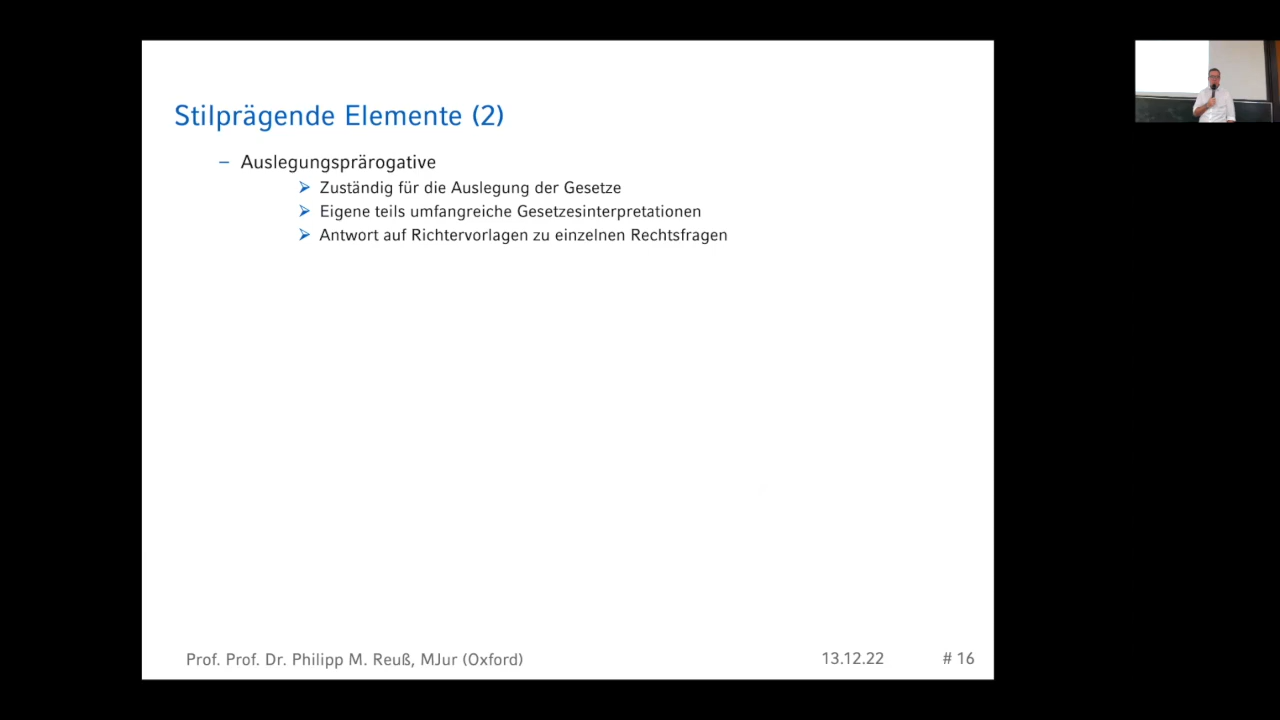 Stilprägende Elemente (2)
– Auslegungsprärogative
➢ Zuständig für die Auslegung der Gesetze
➢ Eigene teils umfangreiche Gesetzesinterpretationen
➢ Antwort auf Richtervorlagen zu einzelnen Rechtsfragen
Prof. Prof. Dr. Philipp M. Reuß, MJur (Oxford) 13.12.22 # 16